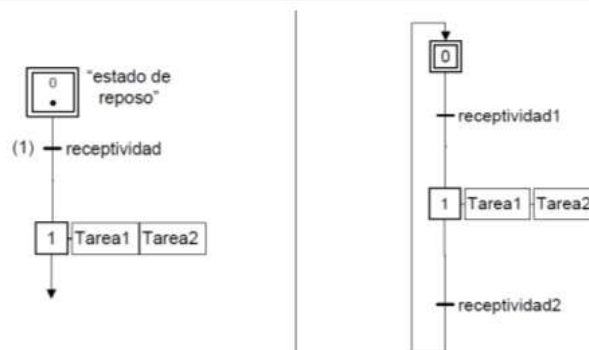 0
“estado de
reposo”
(1) receptividad
1 Tarea1 Tarea2
0
receptividad1
1 Tarea1 Tarea2
receptividad2